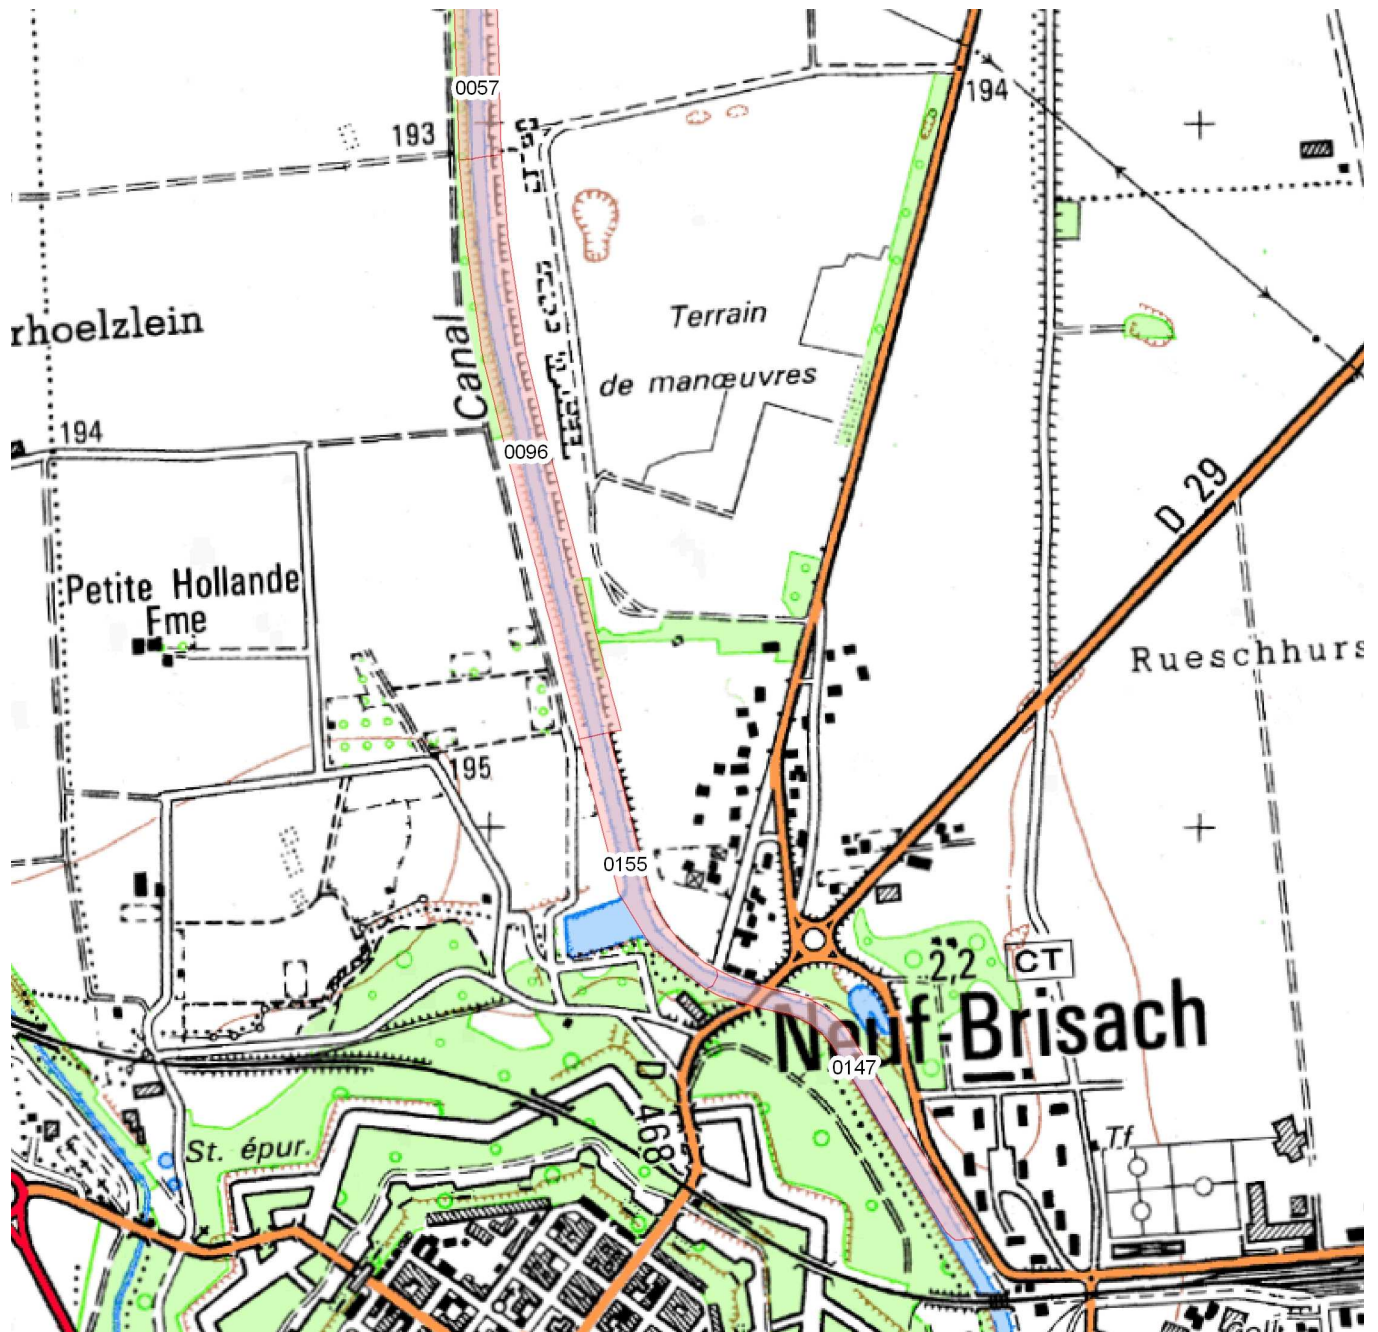 0057
194
193
Terrain
rhoelzlein
Canal
de manœuvres
194
0096
D 29
Petite Hollande
Fme
Rueschhurs
195
0155
2,2
CT
Neuf-Brisach
0147
D 468
Tf
St. épur.